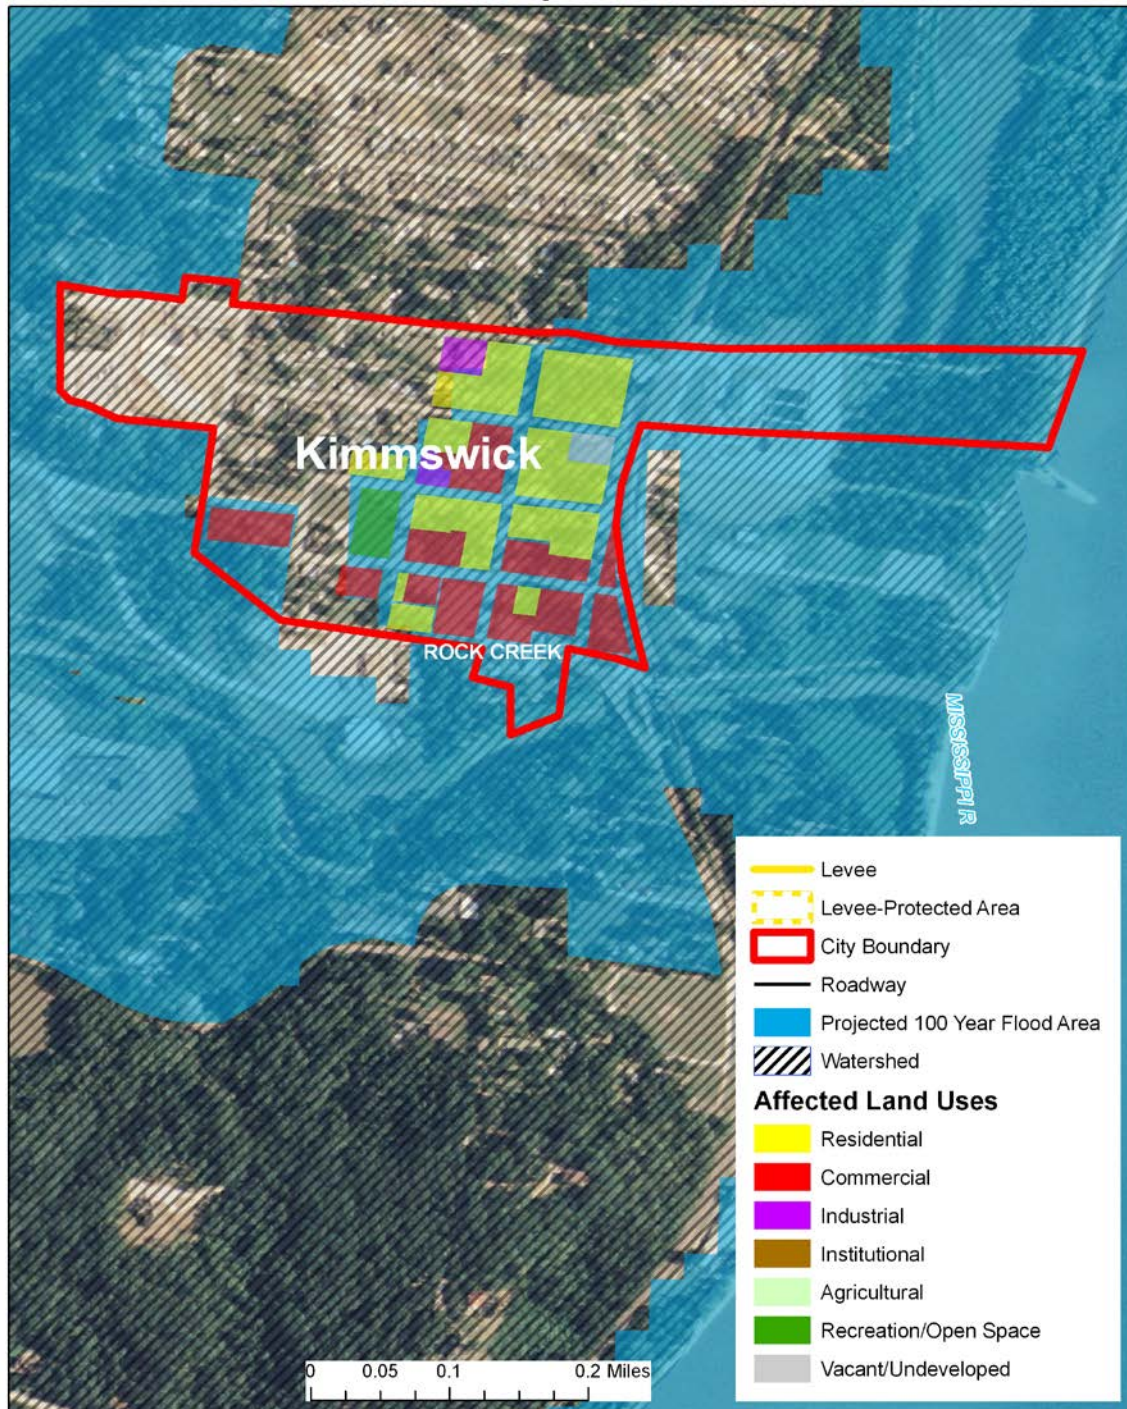 Kimmswick
ROCK CREEK
MISSISSIPPI R
Levee
Levee-Protected Area
City Boundary
Roadway
Projected 100 Year Flood Area
Watershed
Affected Land Uses
Residential
Commercial
Industrial
Institutional
Agricultural
Recreation/Open Space
Vacant/Undeveloped
0 0.05 0.1 0.2 Miles